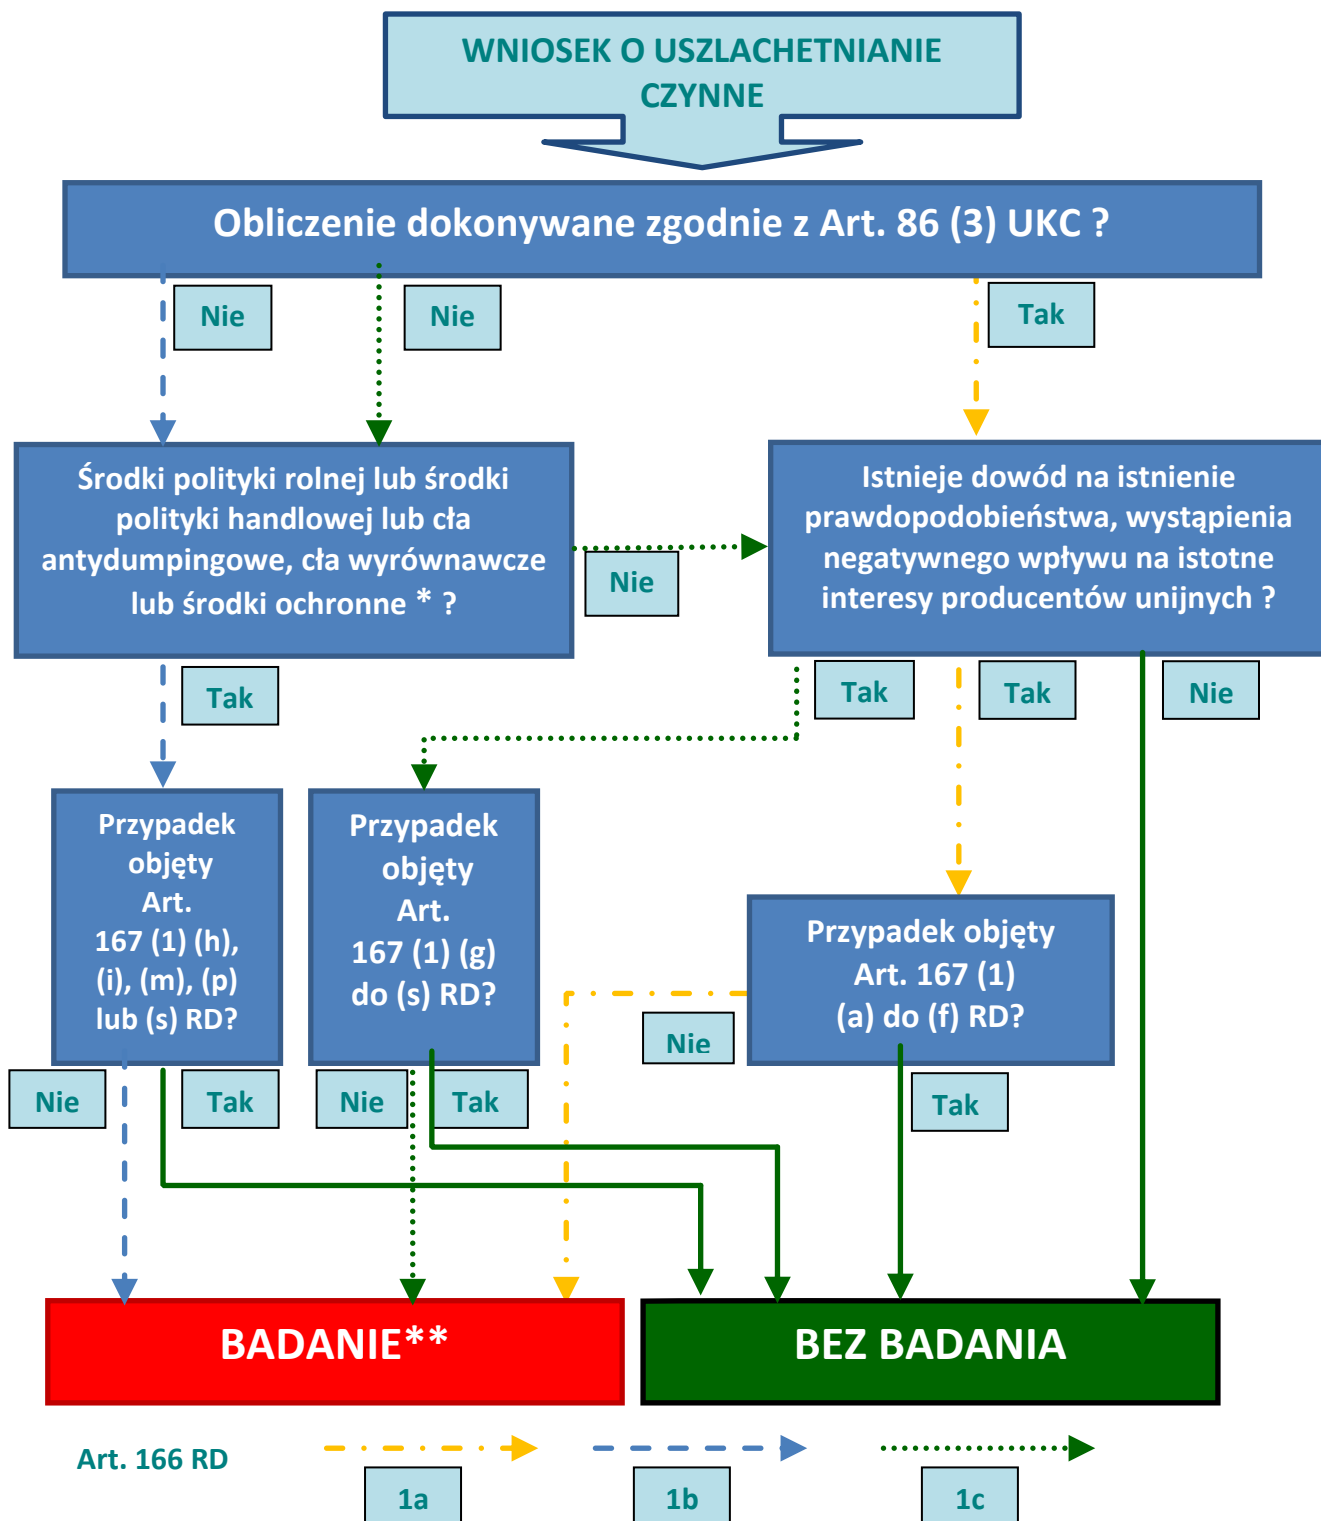 WNIOSEK O USZLACHETNIANIE
CZYNNE
Obliczenie dokonywane zgodnie z Art. 86 (3) UKC ?
Nie
Nie
Tak
Środki polityki rolnej lub środki
polityki handlowej lub cła
antydumpingowe, cła wyrównawcze
lub środki ochronne * ?
Nie
Istnieje dowód na istnienie
prawdopodobieństwa, wystąpienia
negatywnego wpływu na istotne
interesy producentów unijnych ?
Tak
Tak
Tak
Nie
Przypadek
objęty
Art.
167 (1) (h),
(i), (m), (p)
lub (s) RD?
Przypadek
objęty
Art.
167 (1) (g)
do (s) RD?
Przypadek objęty
Art. 167 (1)
(a) do (f) RD?
Nie
Nie
Tak
Nie
Tak
Tak
BADANIE**
BEZ BADANIA
Art. 166 RD
1a
1b
1c